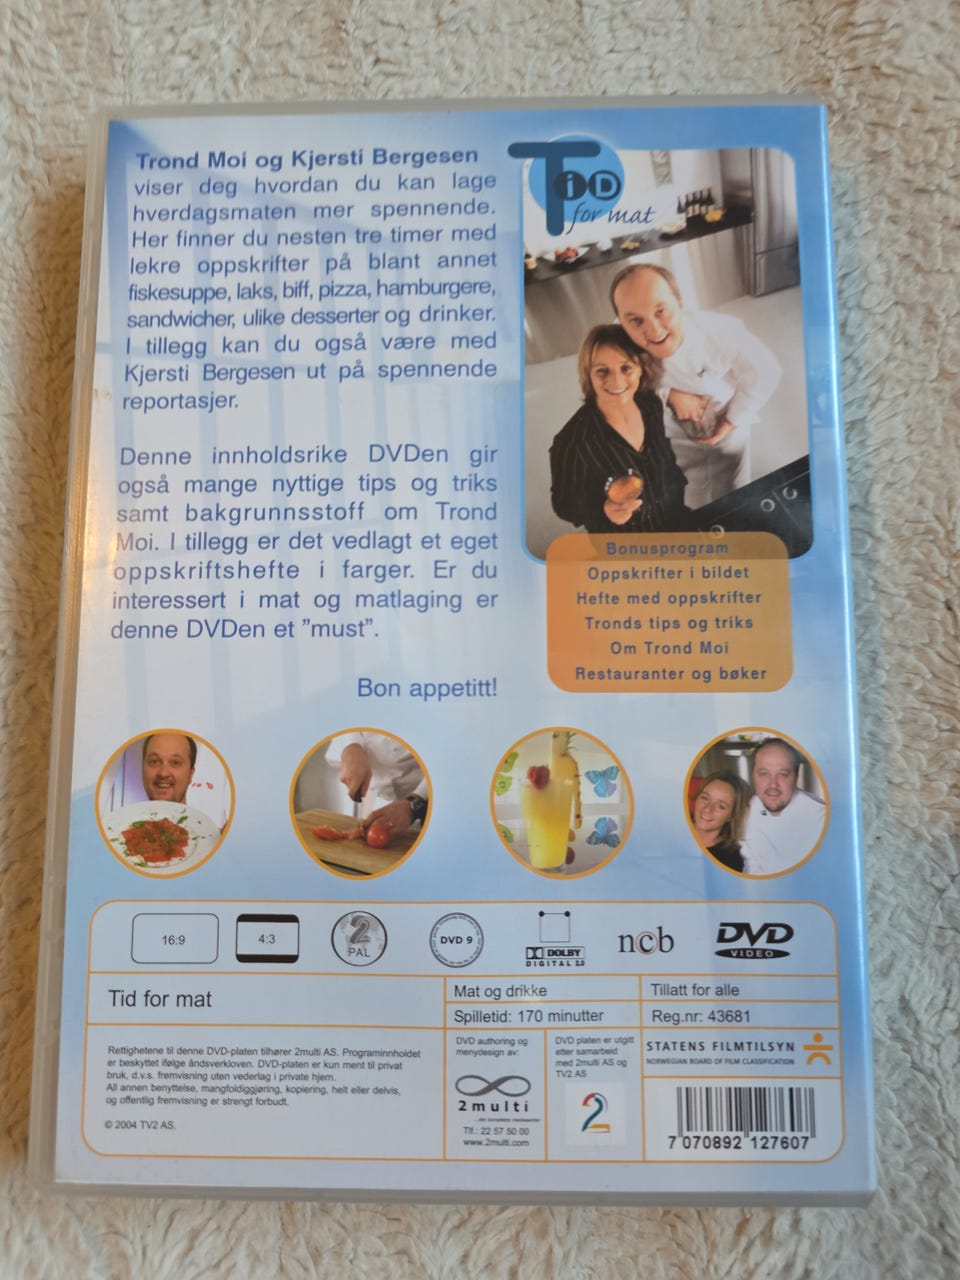 Trond Moi og Kjersti Bergesen
viser deg hvordan du kan lage
hverdagsmaten mer spennende.
Her finner du nesten tre timer med
lekre oppskrifter på blant annet
fiskesuppe, laks, biff, pizza, hamburgere,
sandwicher, ulike desserter og drinker.
I tillegg kan du også være med
Kjersti Bergesen ut på spennende
reportasjer.
Denne innholdsrike DVDen gir
også mange nyttige tips og triks
samt bakgrunnsstoff om Trond
Moi. I tillegg er det vedlagt et eget
oppskriftshefte i farger. Er du
interessert i mat og matlaging er
denne DVDen et ”must”.
Bon appetitt!
TiD
for mat
Bonusprogram
Oppskrifter i bildet
Hefte med oppskrifter
Tronds tips og triks
Om Trond Moi
Restauranter og bøker
16:9
4:3
2
PAL
DVD 9
DOLBY
DIGITAL 2.0
ncb
DVD
VIDEO
Tid for mat
Mat og drikke
Spilletid: 170 minutter
Tillatt for alle
Reg.nr: 43681
Rettighetene til denne DVD-platen tilhører 2multi AS. Programinnholdet
er beskyttet ifølge åndsverkloven. DVD-platen er kun ment til privat
bruk, d.v.s. fremvisning uten vederlag i private hjem.
All annen benyttelse, mangfoldiggjøring, kopiering, helt eller delvis,
og offentlig fremvisning er strengt forbudt.
© 2004 TV2 AS.
DVD authoring og
menydesign av:
2multi
Tlf.: 22 57 50 00
www.2multi.com
DVD platen er utgitt
etter samarbeid
med 2multi AS og
TV2 AS
2
STATENS FILMTILSYN
NORWEGIAN BOARD OF FILM CLASSIFICATION
7 070892 127607